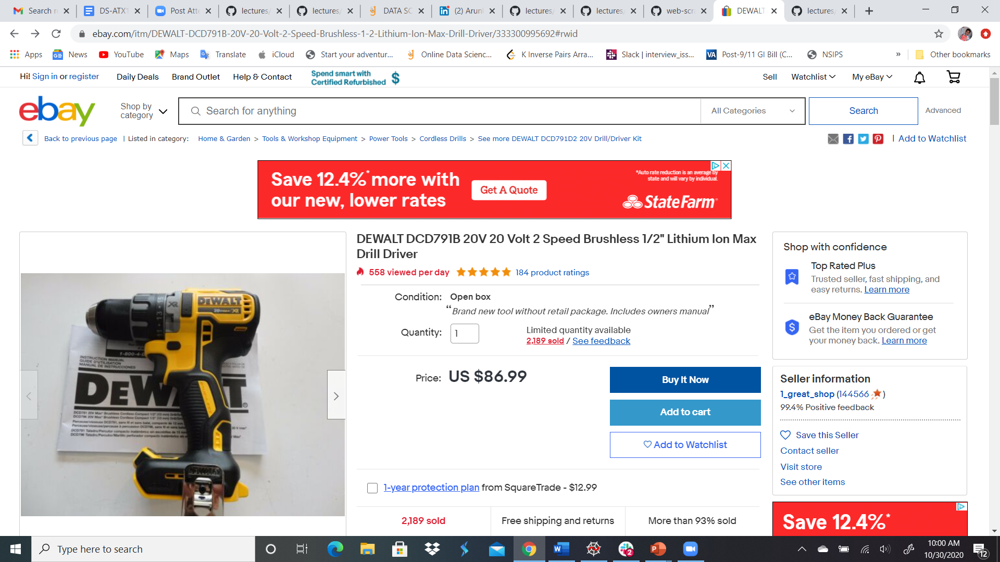 Search r
DS-ATX1
Post Atte
lectures/
lectures/
DATA SC
(2) Arun
lectures/
lectures/
web-scra
DEWALT
lectures/
ebay.com/itm/DEWALT-DCD791B-20V-20-Volt-2-Speed-Brushless-1-2-Lithium-Ion-Max-Drill-Driver/333300995692#rwid
Apps
News
YouTube
Maps
Translate
iCloud
Start your adventur...
Online Data Scienc...
K Inverse Pairs Arra...
Slack | interview_iss...
VA Post-9/11 GI Bill (C...
NSIPS
»
Other bookmarks
Hi! Sign in or register
Daily Deals
Brand Outlet
Help & Contact
Spend smart with
Certified Refurbished
$
Sell
Watchlist
My eBay
ebay
Shop by
category
Search for anything
All Categories
Search
Advanced
Back to previous page | Listed in category: Home & Garden > Tools & Workshop Equipment > Power Tools > Cordless Drills > See more DEWALT DCD791D2 20V Drill/Driver Kit
| Add to Watchlist
Save 12.4%* more with
our new, lower rates
Get A Quote
*Auto rate reduction is an average by
state and will vary by individual.
StateFarm
DEWALT DCD791B 20V 20 Volt 2 Speed Brushless 1/2" Lithium Ion Max
Drill Driver
558 viewed per day
184 product ratings
Condition: Open box
“Brand new tool without retail package. Includes owners manual”
Quantity: 1
Limited quantity available
2,189 sold / See feedback
Price: US $86.99
Buy It Now
Add to cart
Add to Watchlist
1-year protection plan from SquareTrade - $12.99
2,189 sold
Free shipping and returns
More than 93% sold
DEWALT
20V MAX XR
XR
INSTRUCTION MANUAL
GUIDE D'UTILISATION
MANUAL DE INSTRUCCIONES
DEW
T
Shop with confidence
Top Rated Plus
Trusted seller, fast shipping, and
easy returns. Learn more
eBay Money Back Guarantee
Get the item you ordered or get
your money back. Learn more
Seller information
1_great_shop (144566 )
99.4% Positive feedback
Save this Seller
Contact seller
Visit store
See other items
Save 12.4%*
Type here to search
2
10:00 AM
10/30/2020
12